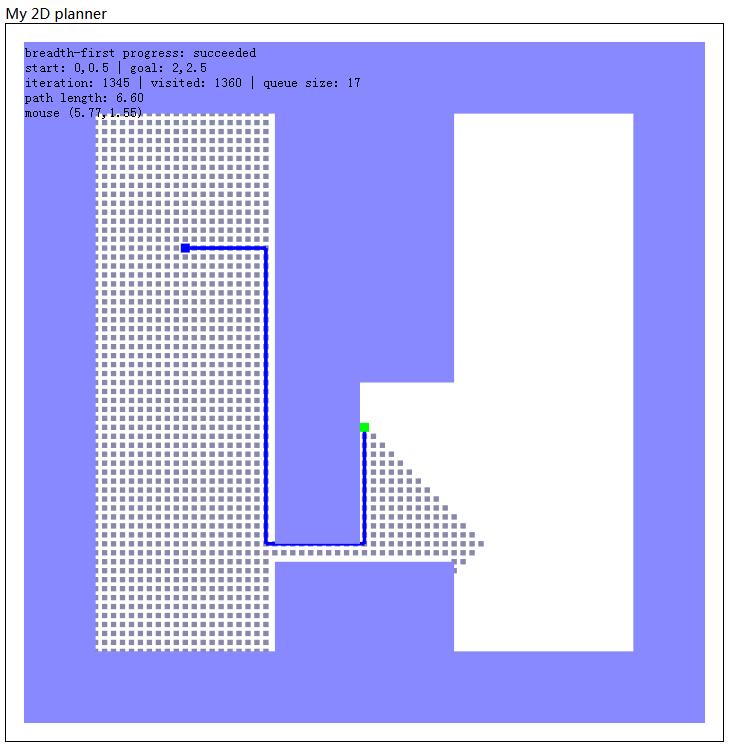 My 2D planner
breadth-first progress: succeeded
start: 0,0.5 | goal: 2,2.5
iteration: 1345 | visited: 1360 | queue size: 17
path length: 6.60
mouse (5.77,1.55)